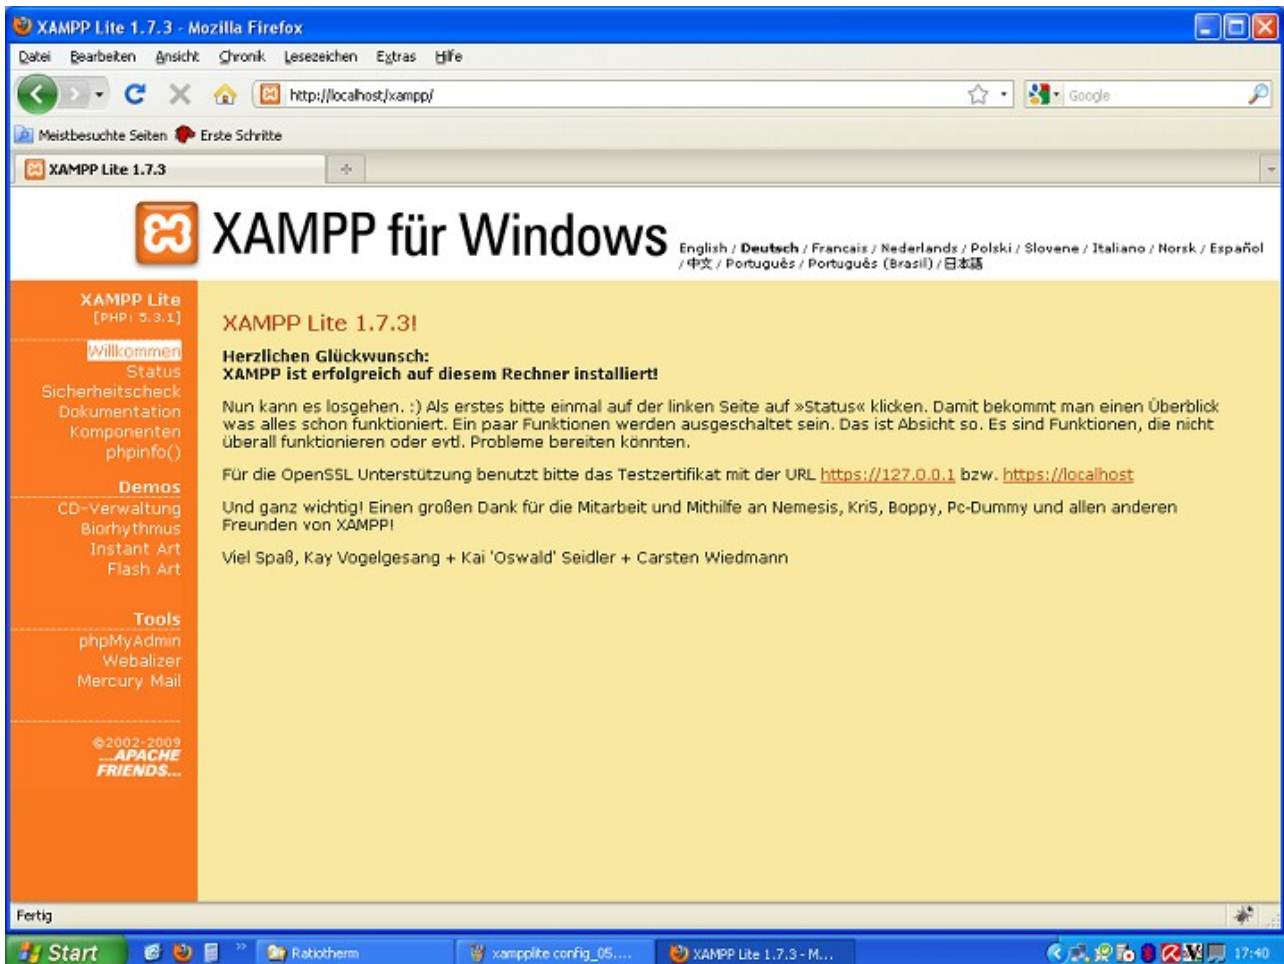 XAMPP Lite 1.7.3 - Mozilla Firefox
Datei Bearbeiten Ansicht Chronik Lesezeichen Extras Hilfe
http://localhost/xampp/
Google
Meistbesuchte Seiten Erste Schritte
XAMPP Lite 1.7.3
XAMPP für Windows
English / Deutsch / Francais / Nederlands / Polski / Slovene / Italiano / Norsk / Español
/ 中文 / Português / Português (Brasil) / 日本語
XAMPP Lite
[PHP: 5.3.1]
Willkommen
Status
Sicherheitscheck
Dokumentation
Komponenten
phpinfo()
Demos
CD-Verwaltung
Biorhythmus
Instant Art
Flash Art
Tools
phpMyAdmin
Webalizer
Mercury Mail
©2002-2009
...APACHE
FRIENDS...
XAMPP Lite 1.7.3!
Herzlichen Glückwunsch:
XAMPP ist erfolgreich auf diesem Rechner installiert!
Nun kann es losgehen. :) Als erstes bitte einmal auf der linken Seite auf »Status« klicken. Damit bekommt man einen Überblick
was alles schon funktioniert. Ein paar Funktionen werden ausgeschaltet sein. Das ist Absicht so. Es sind Funktionen, die nicht
überall funktionieren oder evtl. Probleme bereiten könnten.
Für die OpenSSL Unterstützung benutzt bitte das Testzertifikat mit der URL https://127.0.0.1 bzw. https://localhost
Und ganz wichtig! Einen großen Dank für die Mitarbeit und Mithilfe an Nemesis, KriS, Boppy, Pc-Dummy und allen anderen
Freunden von XAMPP!
Viel Spaß, Kay Vogelgesang + Kai 'Oswald' Seidler + Carsten Wiedmann
Fertig
Start
Ratiotherm
xampplite config_05....
XAMPP Lite 1.7.3 - M...
17:40